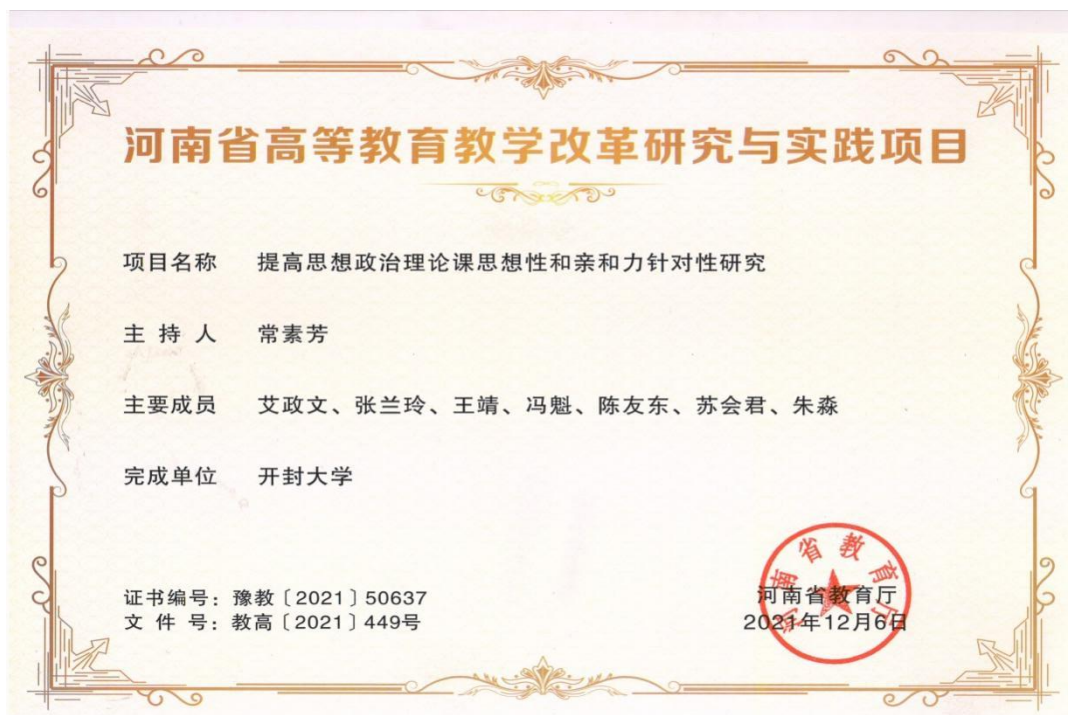 河南省高等教育教学改革研究与实践项目
项目名称 提高思想政治理论课思想性和亲和力针对性研究
主 持 人 常素芳
主要成员 艾政文、张兰玲、王靖、冯魁、陈友东、苏会君、朱淼
完成单位 开封大学
证书编号：豫教〔2021〕50637
文 件 号：教高〔2021〕449号
河南省教育厅
2021年12月6日
河南省教育厅